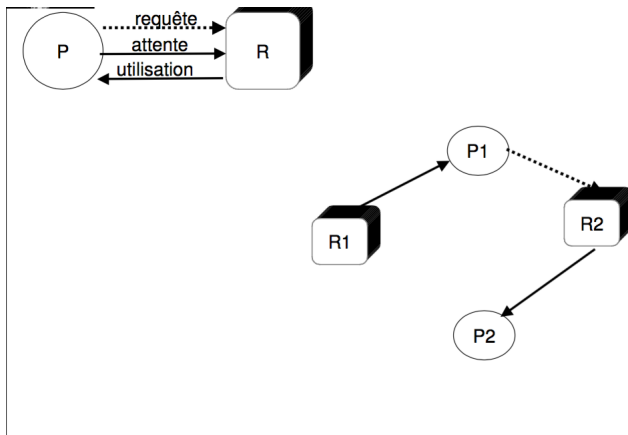 requête
P
attente
R
utilisation
P1
R1
R2
P2